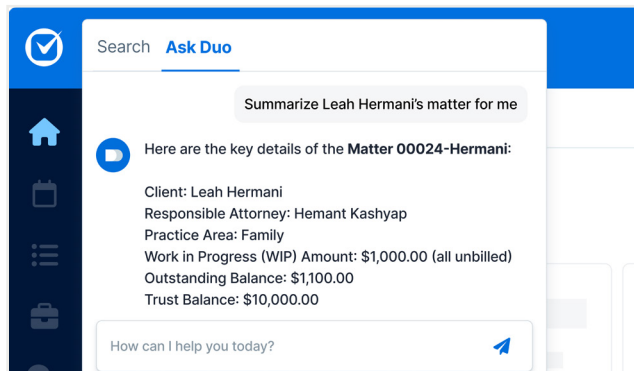 Search Ask Duo
Summarize Leah Hermani’s matter for me
Here are the key details of the Matter 00024-Hermani:
Client: Leah Hermani
Responsible Attorney: Hemant Kashyap
Practice Area: Family
Work in Progress (WIP) Amount: $1,000.00 (all unbilled)
Outstanding Balance: $1,100.00
Trust Balance: $10,000.00
How can I help you today?